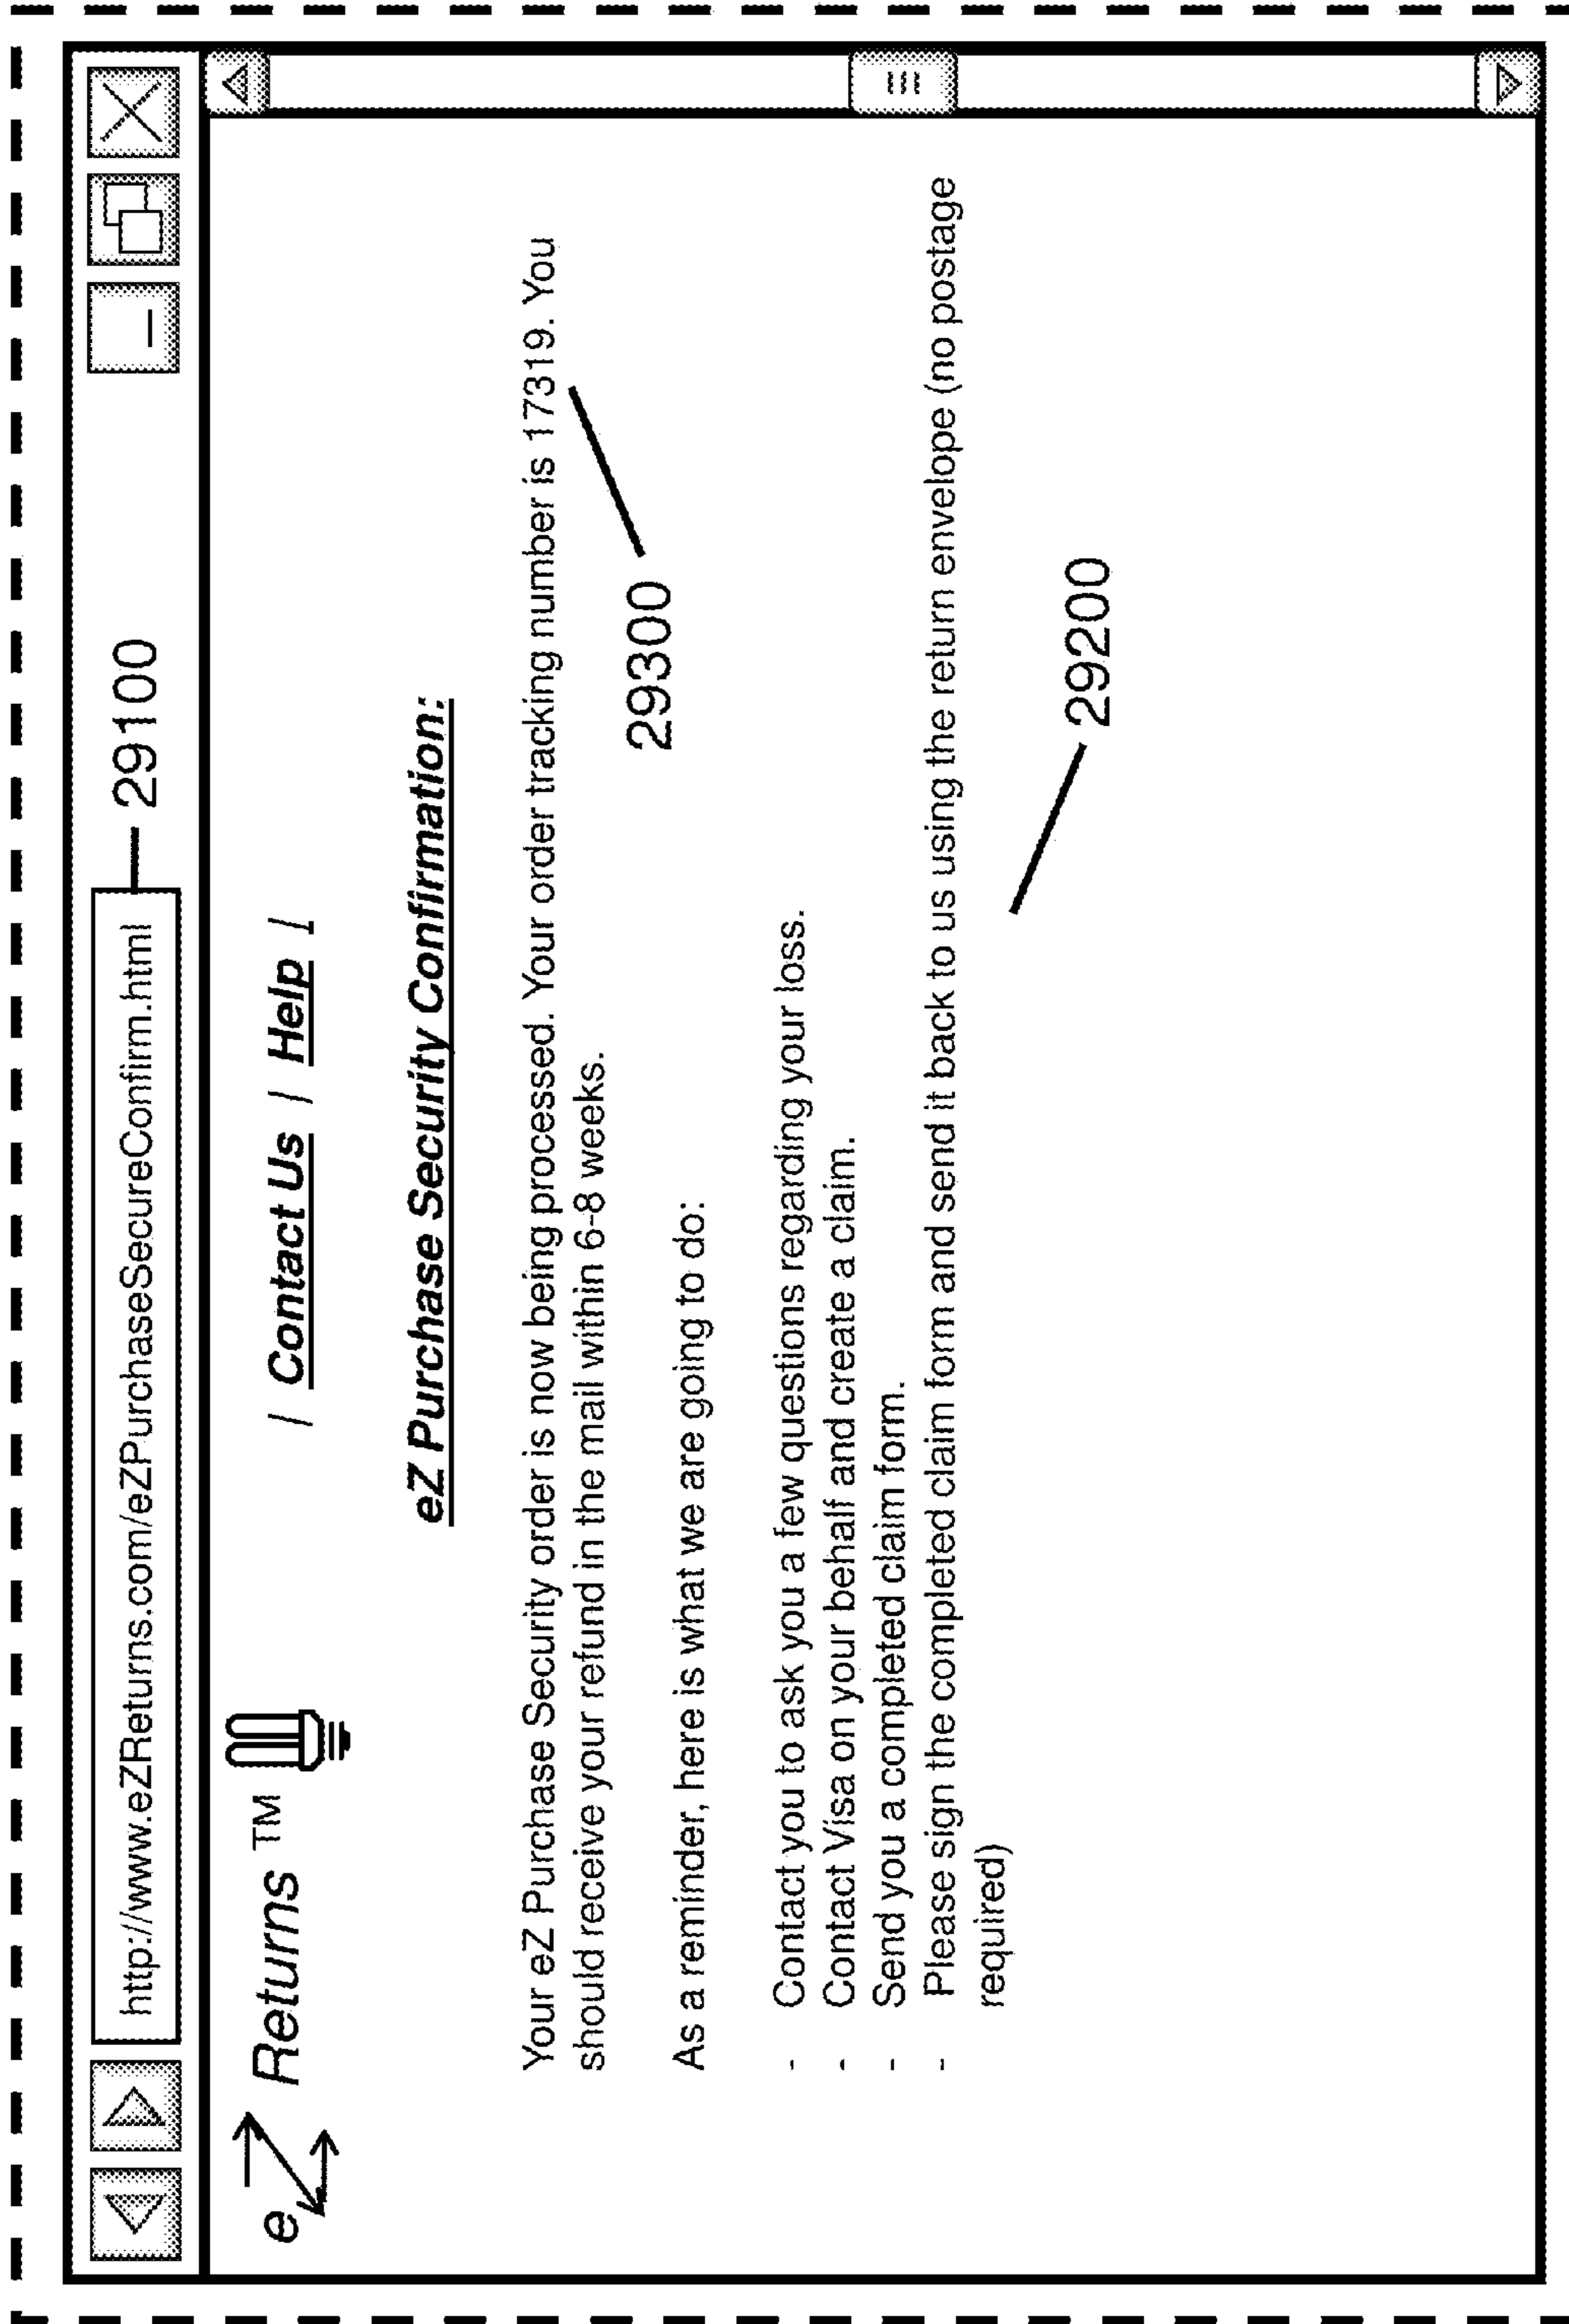 http://www.eZReturns.com/eZPurchaseSecureConfirm.html
29100
eZ Returns ™
/ Contact Us / Help /
eZ Purchase Security Confirmation:
Your eZ Purchase Security order is now being processed. Your order tracking number is 17319. You
should receive your refund in the mail within 6-8 weeks.
29300
As a reminder, here is what we are going to do:
- Contact you to ask you a few questions regarding your loss.
- Contact Visa on your behalf and create a claim.
- Send you a completed claim form.
- Please sign the completed claim form and send it back to us using the return envelope (no postage
required)
29200